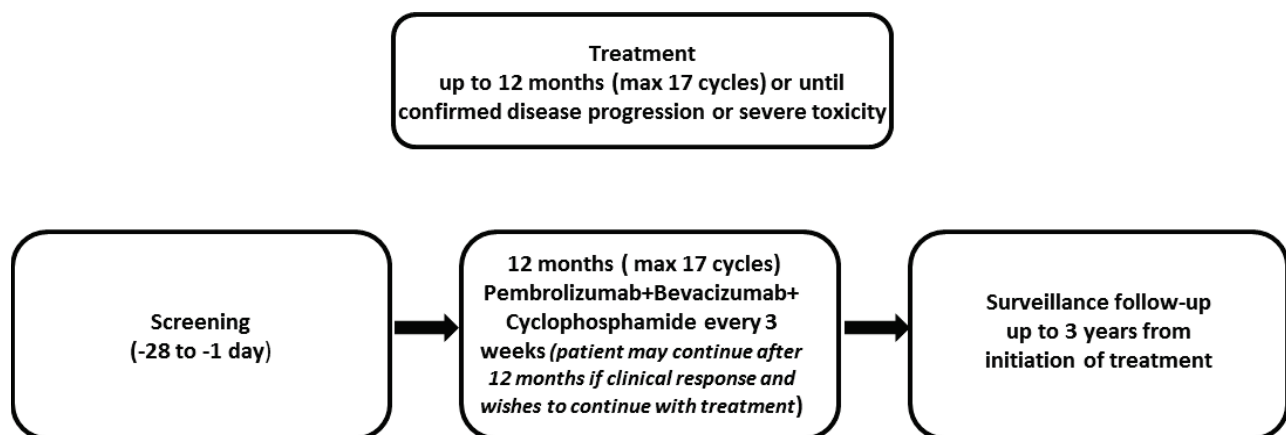 Treatment
up to 12 months (max 17 cycles) or until
confirmed disease progression or severe toxicity
Screening
(-28 to -1 day)
12 months ( max 17 cycles)
Pembrolizumab+Bevacizumab+
Cyclophosphamide every 3
weeks (patient may continue after
12 months if clinical response and
wishes to continue with treatment)
Surveillance follow-up
up to 3 years from
initiation of treatment